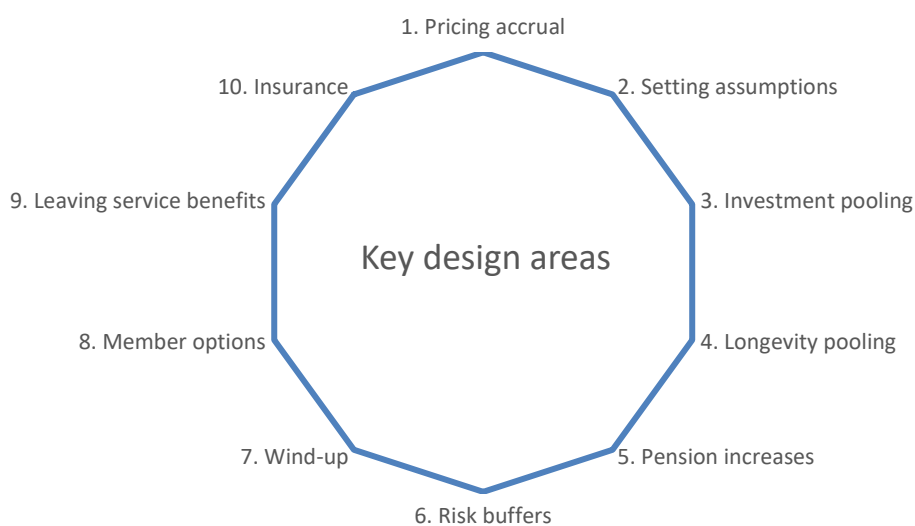 1. Pricing accrual
2. Setting assumptions
3. Investment pooling
4. Longevity pooling
5. Pension increases
6. Risk buffers
7. Wind-up
8. Member options
9. Leaving service benefits
10. Insurance
Key design areas